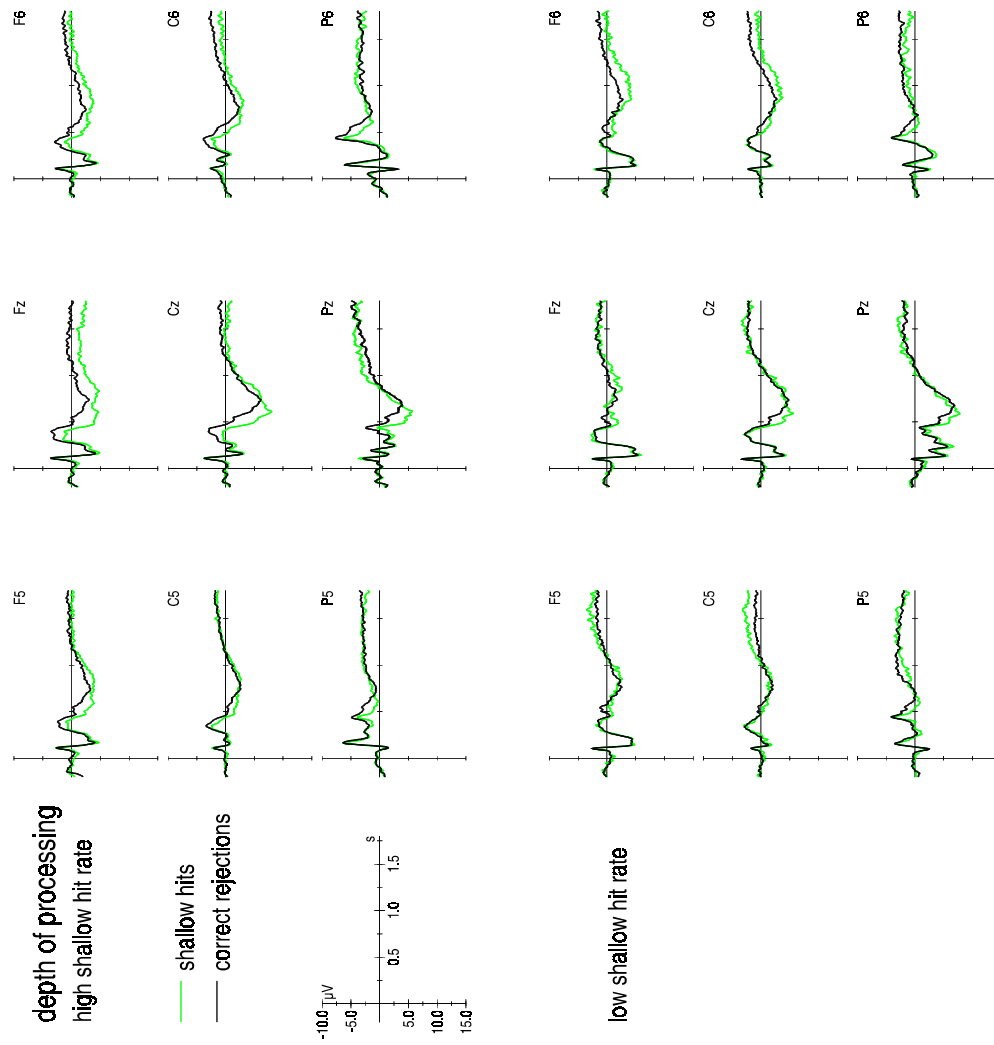 depth of processing
high shallow hit rate
F5
Fz
F6
shallow hits
correct rejections
C5
Cz
C6
P5
Pz
P6
-10.0
-5.0
5.0
10.0
15.0
µV
0.5
1.0
1.5
s
low shallow hit rate
F5
Fz
F6
C5
Cz
C6
P5
Pz
P6